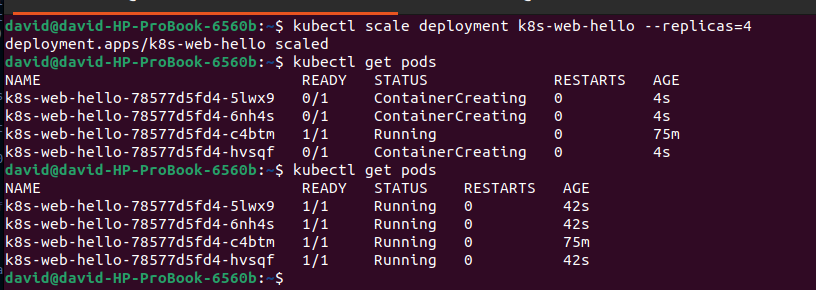 david@david-HP-ProBook-6560b:~$ kubectl scale deployment k8s-web-hello --replicas=4
deployment.apps/k8s-web-hello scaled
david@david-HP-ProBook-6560b:~$ kubectl get pods
NAME                             READY   STATUS              RESTARTS   AGE
k8s-web-hello-78577d5fd4-5lwx9   0/1     ContainerCreating   0          4s
k8s-web-hello-78577d5fd4-6nh4s   0/1     ContainerCreating   0          4s
k8s-web-hello-78577d5fd4-c4btm   1/1     Running             0          75m
k8s-web-hello-78577d5fd4-hvsqf   0/1     ContainerCreating   0          4s
david@david-HP-ProBook-6560b:~$ kubectl get pods
NAME                             READY   STATUS    RESTARTS   AGE
k8s-web-hello-78577d5fd4-5lwx9   1/1     Running   0          42s
k8s-web-hello-78577d5fd4-6nh4s   1/1     Running   0          42s
k8s-web-hello-78577d5fd4-c4btm   1/1     Running   0          75m
k8s-web-hello-78577d5fd4-hvsqf   1/1     Running   0          42s
david@david-HP-ProBook-6560b:~$